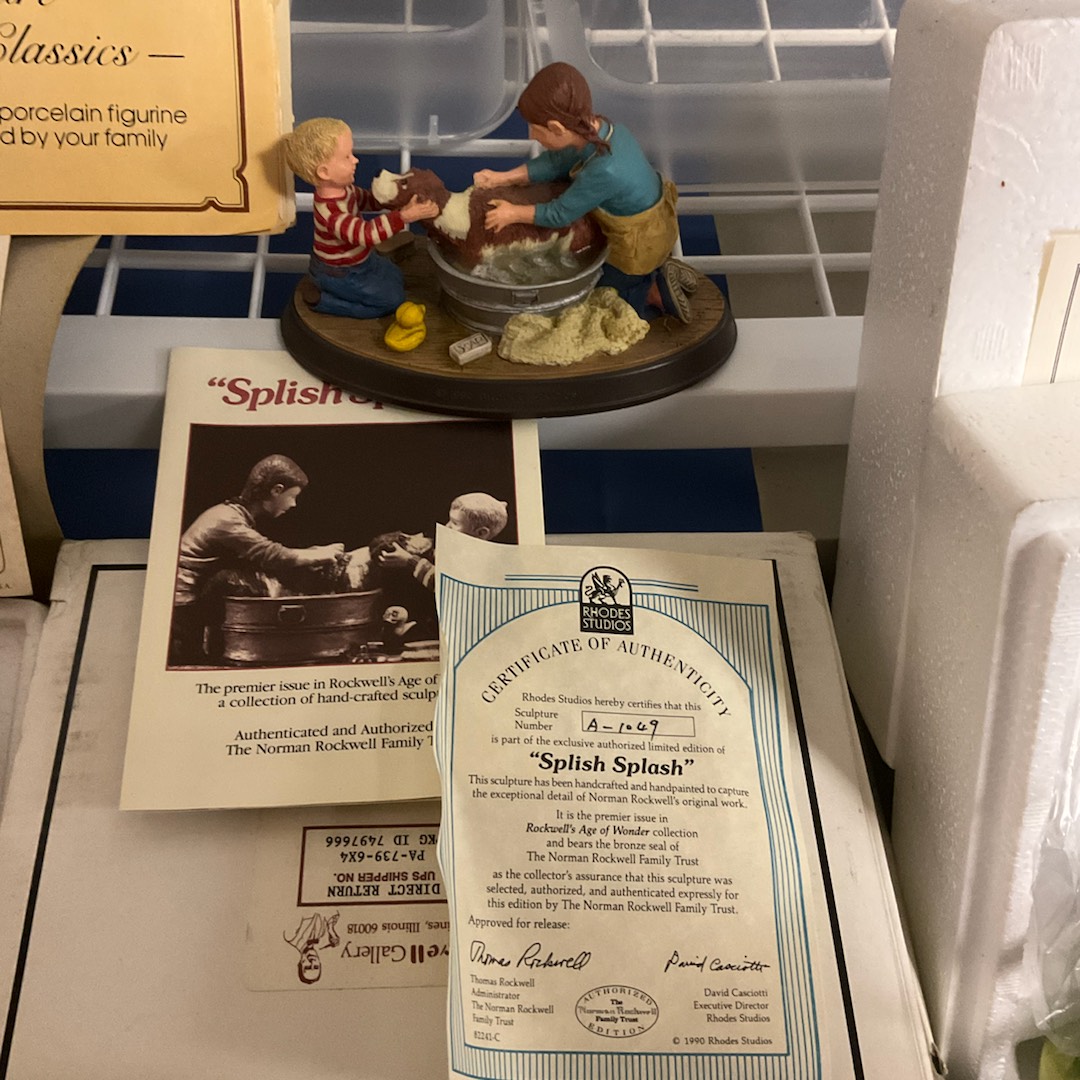 Classics —
porcelain figurine
d by your family
SOAP
"Splish
The premier issue in Rockwell's Age of
a collection of hand-crafted
Authenticated and Authorized
The Norman Rockwell Family
RHODES
STUDIOS
CERTIFICATE OF AUTHENTICITY
Rhodes Studios hereby certifies that this
Sculpture
Number A-1049
is part of the exclusive authorized limited edition of
"Splish Splash"
This sculpture has been handcrafted and handpainted to capture
the exceptional detail of Norman Rockwell's original work.
It is the premier issue in
Rockwell's Age of Wonder collection
and bears the bronze seal of
The Norman Rockwell Family Trust
as the collector's assurance that this sculpture was
selected, authorized, and authenticated expressly for
this edition by The Norman Rockwell Family Trust.
Approved for release:
Thomas Rockwell
David Casciotti
Thomas Rockwell
Administrator
The Norman Rockwell
Family Trust
82241-C
AUTHORIZED
The
Norman Rockwell
Family Trust
EDITION
David Casciotti
Executive Director
Rhodes Studios
© 1990 Rhodes Studios
well Gallery
ines, Illinois 60018
DIRECT RETURN
UPS SHIPPER NO.
PA-739-6X4
PKG ID 7497666